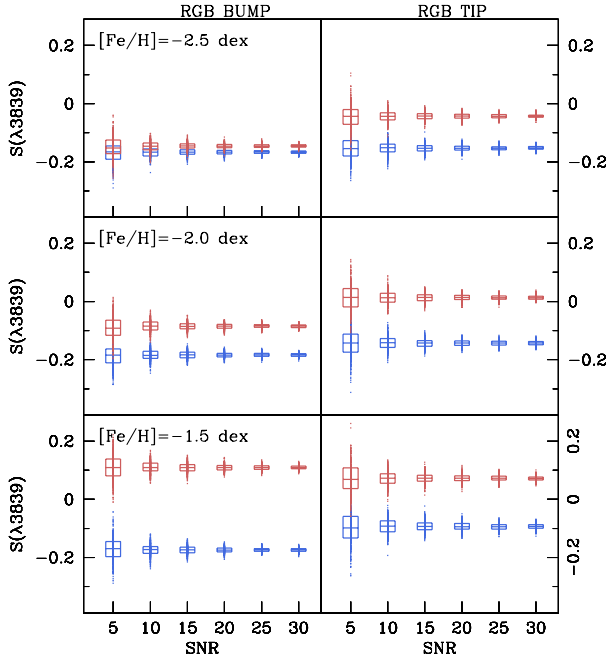 RGB BUMP RGB TIP
[Fe/H]=−2.5 dex
0.2 0.2
0 0
−0.2 −0.2
S(λ3839)
[Fe/H]=−2.0 dex
0.2 0.2
0 0
−0.2 −0.2
S(λ3839)
[Fe/H]=−1.5 dex
0.2 0.2
0 0
−0.2 −0.2
S(λ3839)
5 10 15 20 25 30 5 10 15 20 25 30
SNR SNR